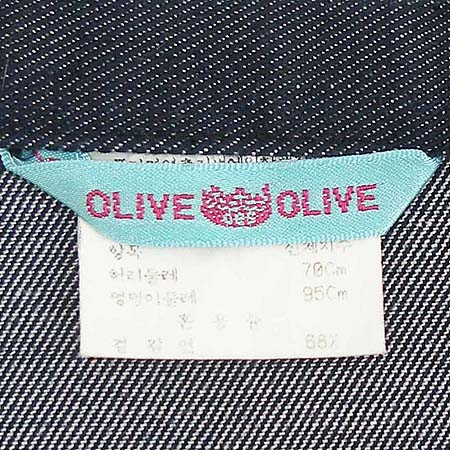 OLIVE OLIVE
항목 신체치수
허리둘레 70Cm
엉덩이둘레 95Cm
혼용율
겉감 면 68%